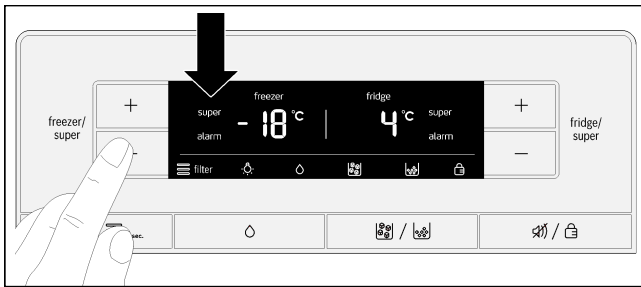 freezer
fridge
super
-18 °C
4 °C
super
alarm
alarm
freezer/
super
+
+
fridge/
super
–
filter
sec.
/
/